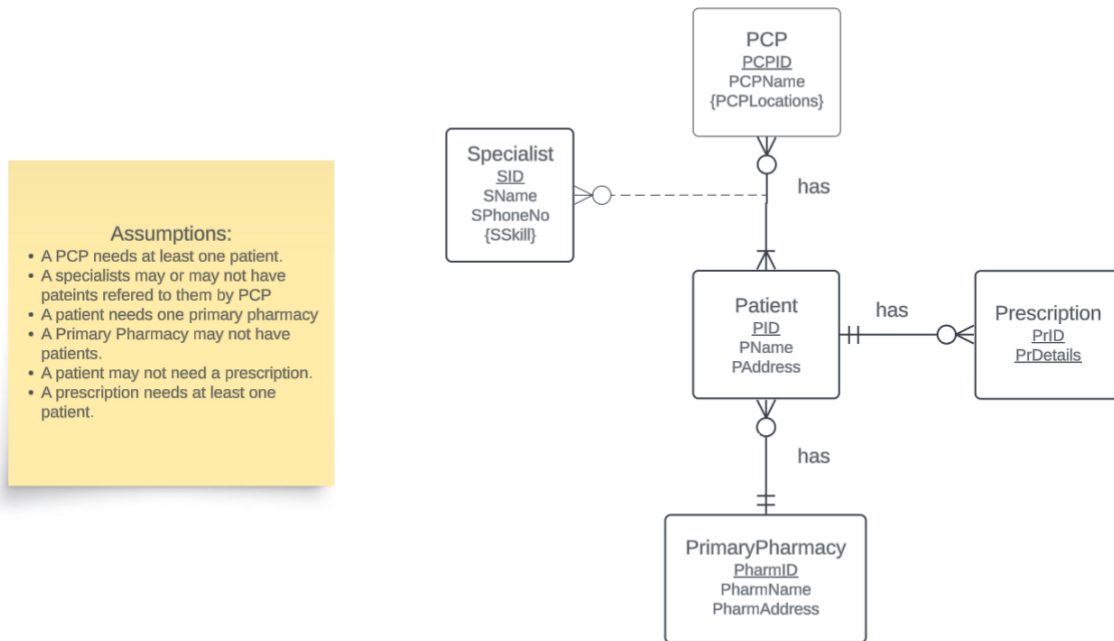 Assumptions:
• A PCP needs at least one patient.
• A specialists may or may not have
pateints refered to them by PCP
• A patient needs one primary pharmacy
• A Primary Pharmacy may not have
patients.
• A patient may not need a prescription.
• A prescription needs at least one
patient.
PCP
PCPID
PCPName
{PCPLocations}
Specialist
SID
SName
SPhoneNo
{SSkill}
has
Patient
PID
PName
PAddress
has
Prescription
PrID
PrDetails
has
PrimaryPharmacy
PharmID
PharmName
PharmAddress